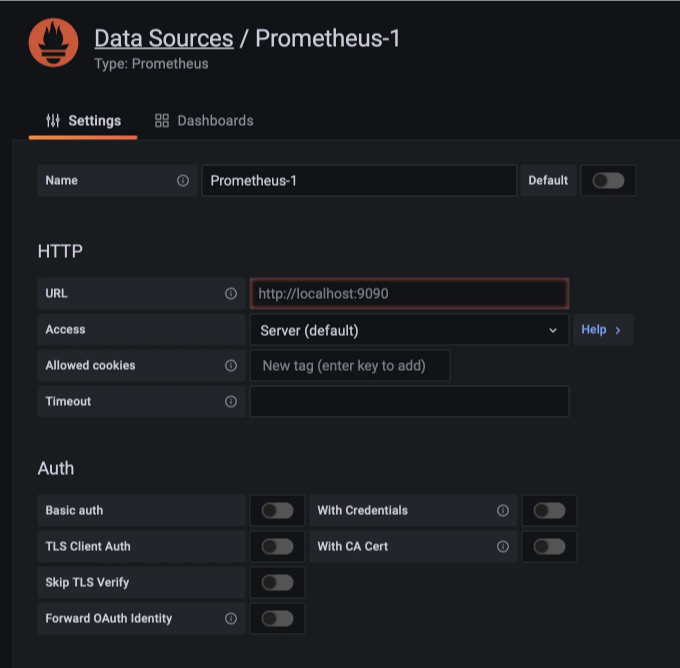 Data Sources / Prometheus-1
Type: Prometheus
Settings
Dashboards
Name
Prometheus-1
Default
HTTP
URL
http://localhost:9090
Access
Server (default)
Help
Allowed cookies
New tag (enter key to add)
Timeout
Auth
Basic auth
With Credentials
TLS Client Auth
With CA Cert
Skip TLS Verify
Forward OAuth Identity